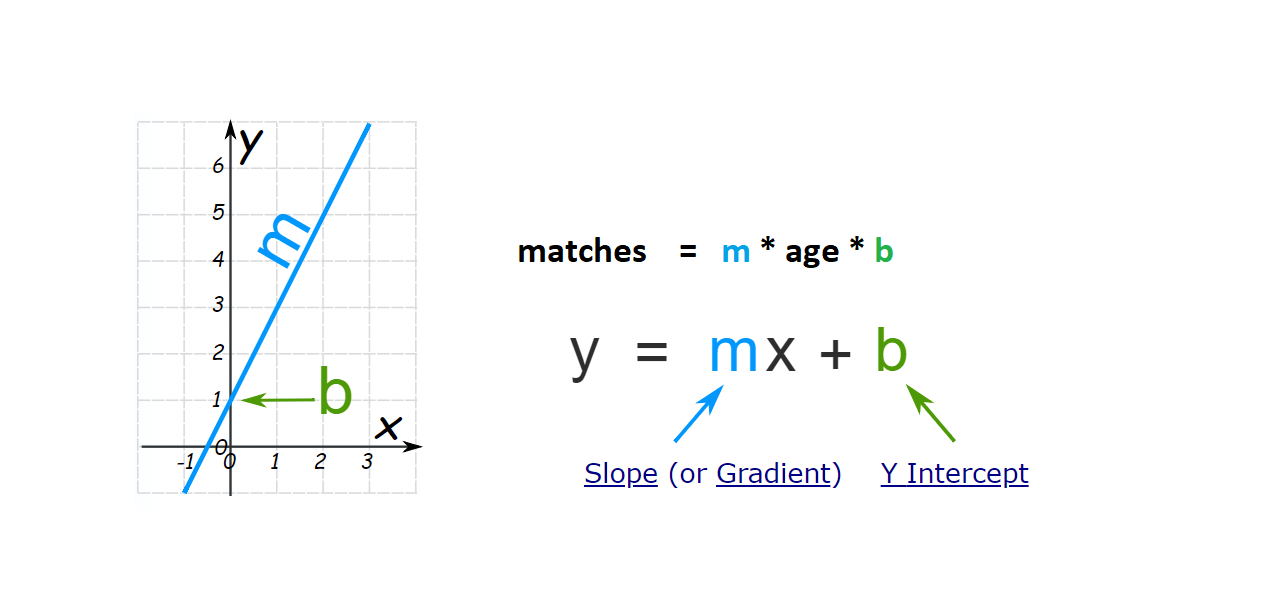 y
6
5
4
3
2
1
0
-1 0 1 2 3
m
b
x
matches = m * age * b
y = mx + b
Slope (or Gradient) Y Intercept